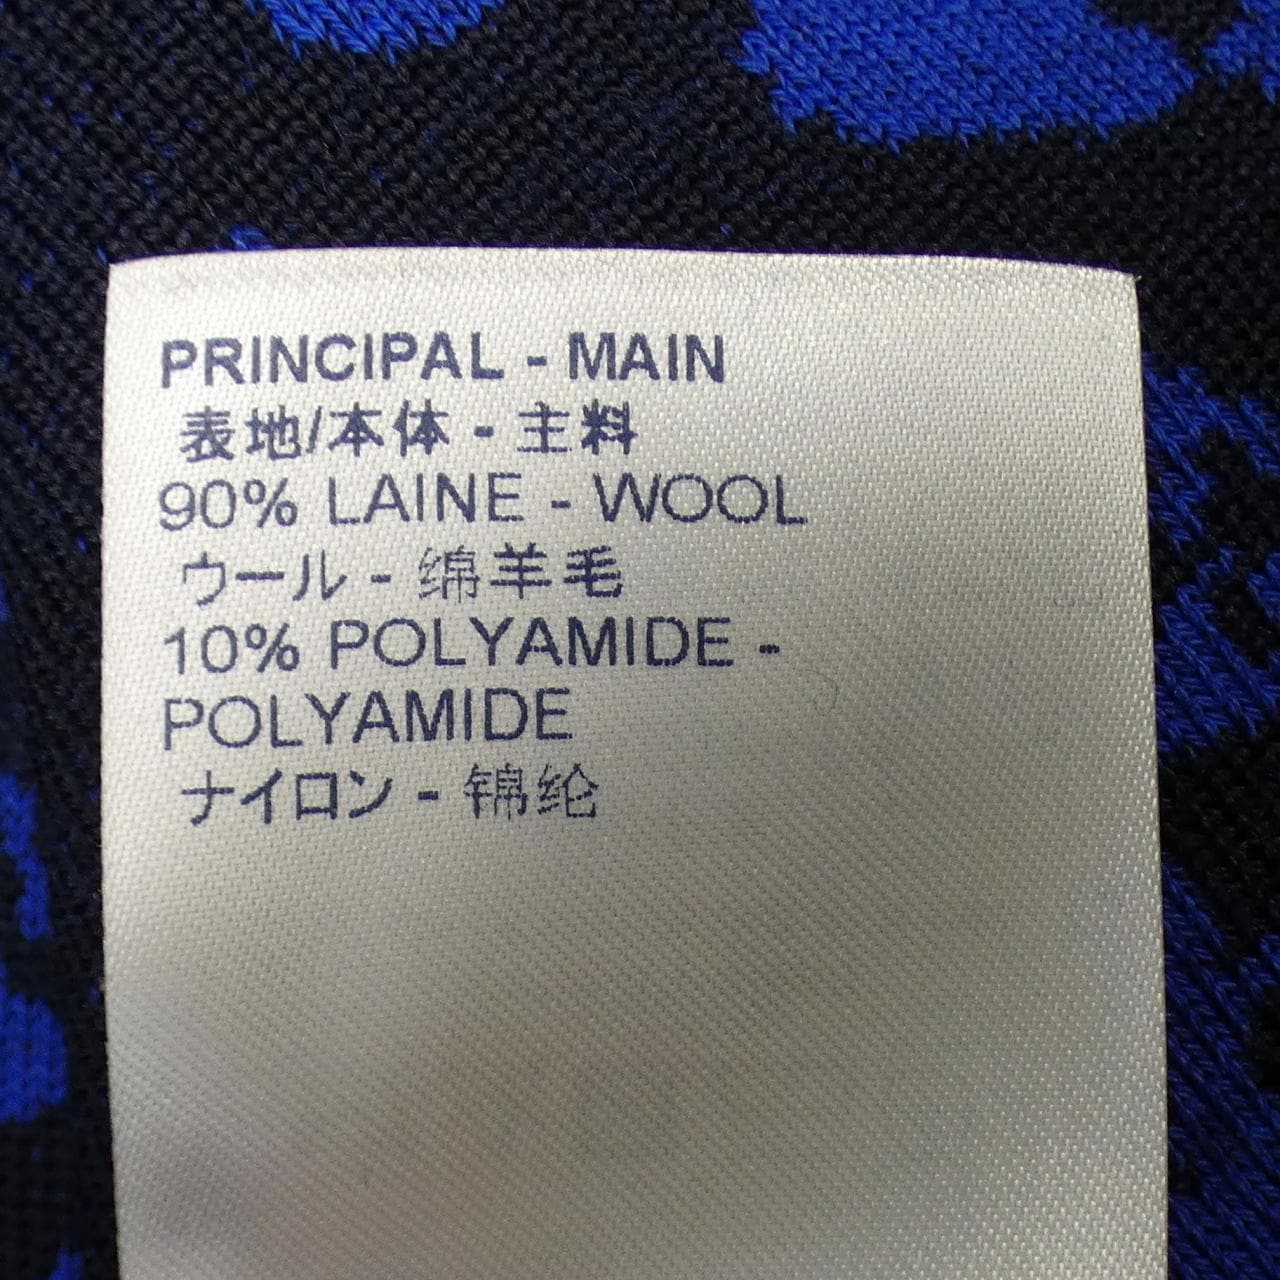 PRINCIPAL - MAIN
表地/本体 - 主料
90% LAINE - WOOL
ウール - 绵羊毛
10% POLYAMIDE -
POLYAMIDE
ナイロン - 锦纶